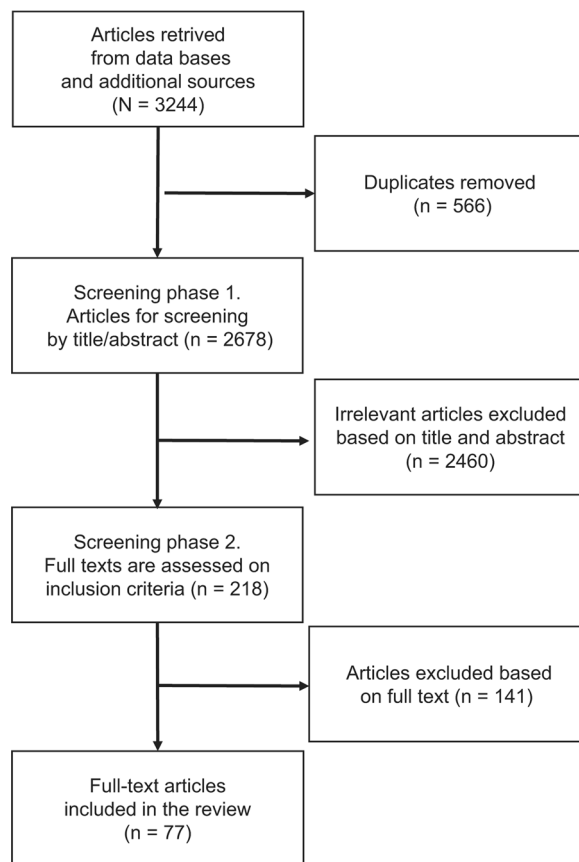 Articles retrived
from data bases
and additional sources
(N = 3244)
Duplicates removed
(n = 566)
Screening phase 1.
Articles for screening
by title/abstract (n = 2678)
Irrelevant articles excluded
based on title and abstract
(n = 2460)
Screening phase 2.
Full texts are assessed on
inclusion criteria (n = 218)
Articles excluded based
on full text (n = 141)
Full-text articles
included in the review
(n = 77)